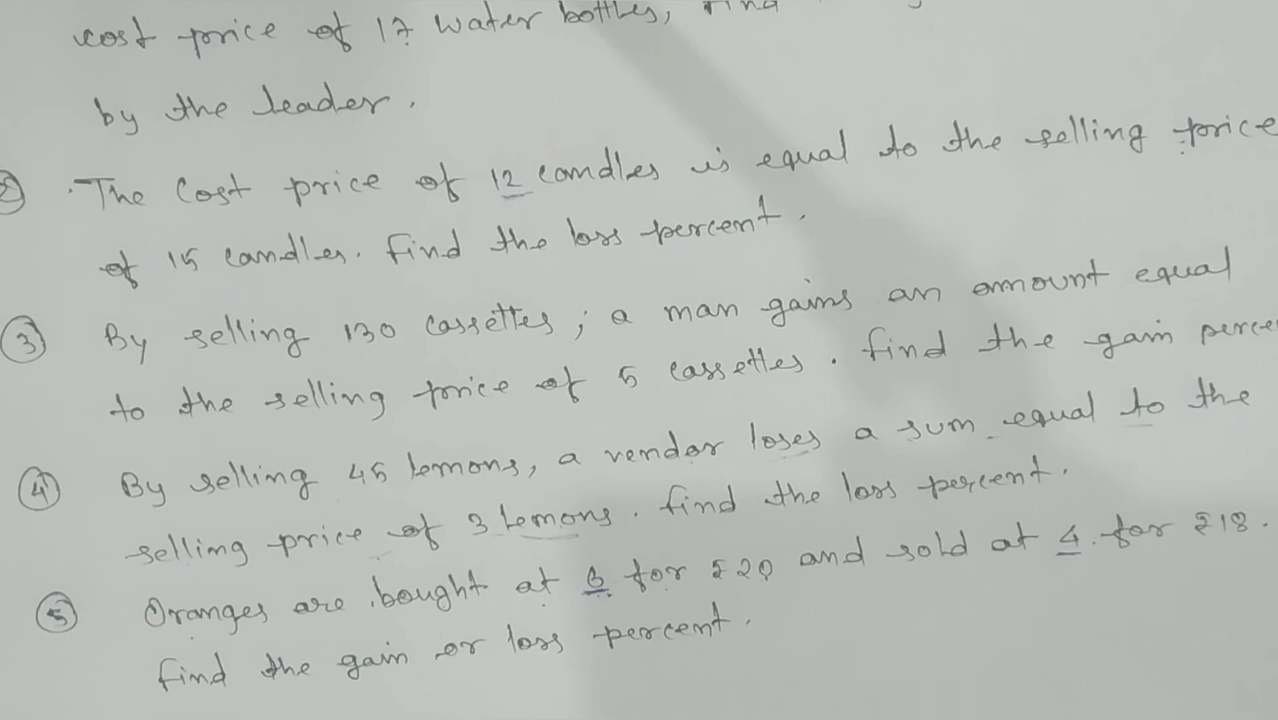 cost price of 17 water bottles, Find
by the leader.
2 The Cost price of 12 candles is equal to the selling price
of 15 candles. find the loss percent.
3 By selling 130 cassettes, a man gains an amount equal
to the selling price of 5 cassettes. find the gain perce
4 By selling 45 lemons, a vendor loses a sum equal to the
selling price of 3 lemons. find the loss percent.
5 Oranges are bought at 6 for ₹20 and sold at 4 for ₹18.
find the gain or loss percent.